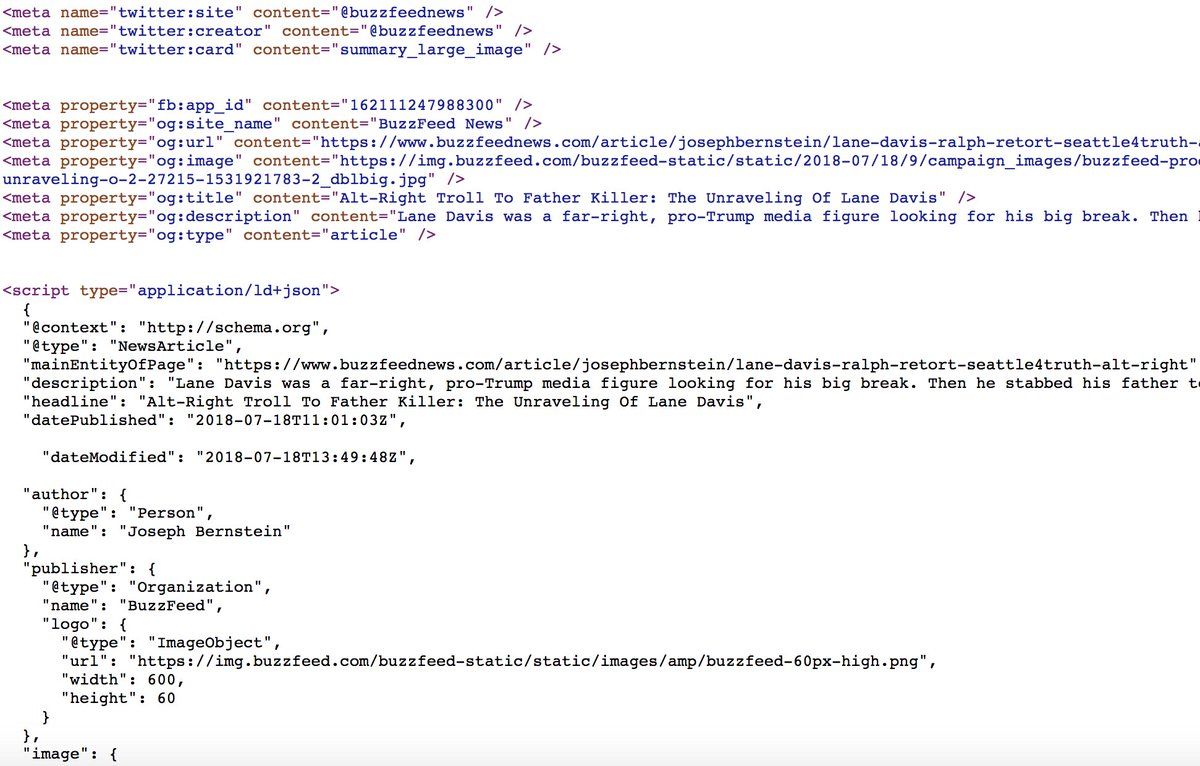 <meta name="twitter:site" content="@buzzfeednews" />
<meta name="twitter:creator" content="@buzzfeednews" />
<meta name="twitter:card" content="summary_large_image" />
<meta property="fb:app_id" content="162111247988300" />
<meta property="og:site_name" content="BuzzFeed News" />
<meta property="og:url" content="https://www.buzzfeednews.com/article/josephbernstein/lane-davis-ralph-retort-seattle4truth-
<meta property="og:image" content="https://img.buzzfeed.com/buzzfeed-static/static/2018-07/18/9/campaign_images/buzzfeed-pro
unraveling-o-2-27215-1531921783-2_dblbig.jpg" />
<meta property="og:title" content="Alt-Right Troll To Father Killer: The Unraveling Of Lane Davis" />
<meta property="og:description" content="Lane Davis was a far-right, pro-Trump media figure looking for his big break. Then
<meta property="og:type" content="article" />
<script type="application/ld+json">
{
"@context": "http://schema.org",
"@type": "NewsArticle",
"mainEntityOfPage": "https://www.buzzfeednews.com/article/josephbernstein/lane-davis-ralph-retort-seattle4truth-alt-right"
"description": "Lane Davis was a far-right, pro-Trump media figure looking for his big break. Then he stabbed his father t
"headline": "Alt-Right Troll To Father Killer: The Unraveling Of Lane Davis",
"datePublished": "2018-07-18T11:01:03Z",
"dateModified": "2018-07-18T13:49:48Z",
"author": {
"@type": "Person",
"name": "Joseph Bernstein"
},
"publisher": {
"@type": "Organization",
"name": "BuzzFeed",
"logo": {
"@type": "ImageObject",
"url": "https://img.buzzfeed.com/buzzfeed-static/static/images/amp/buzzfeed-60px-high.png",
"width": 600,
"height": 60
}
},
"image": {